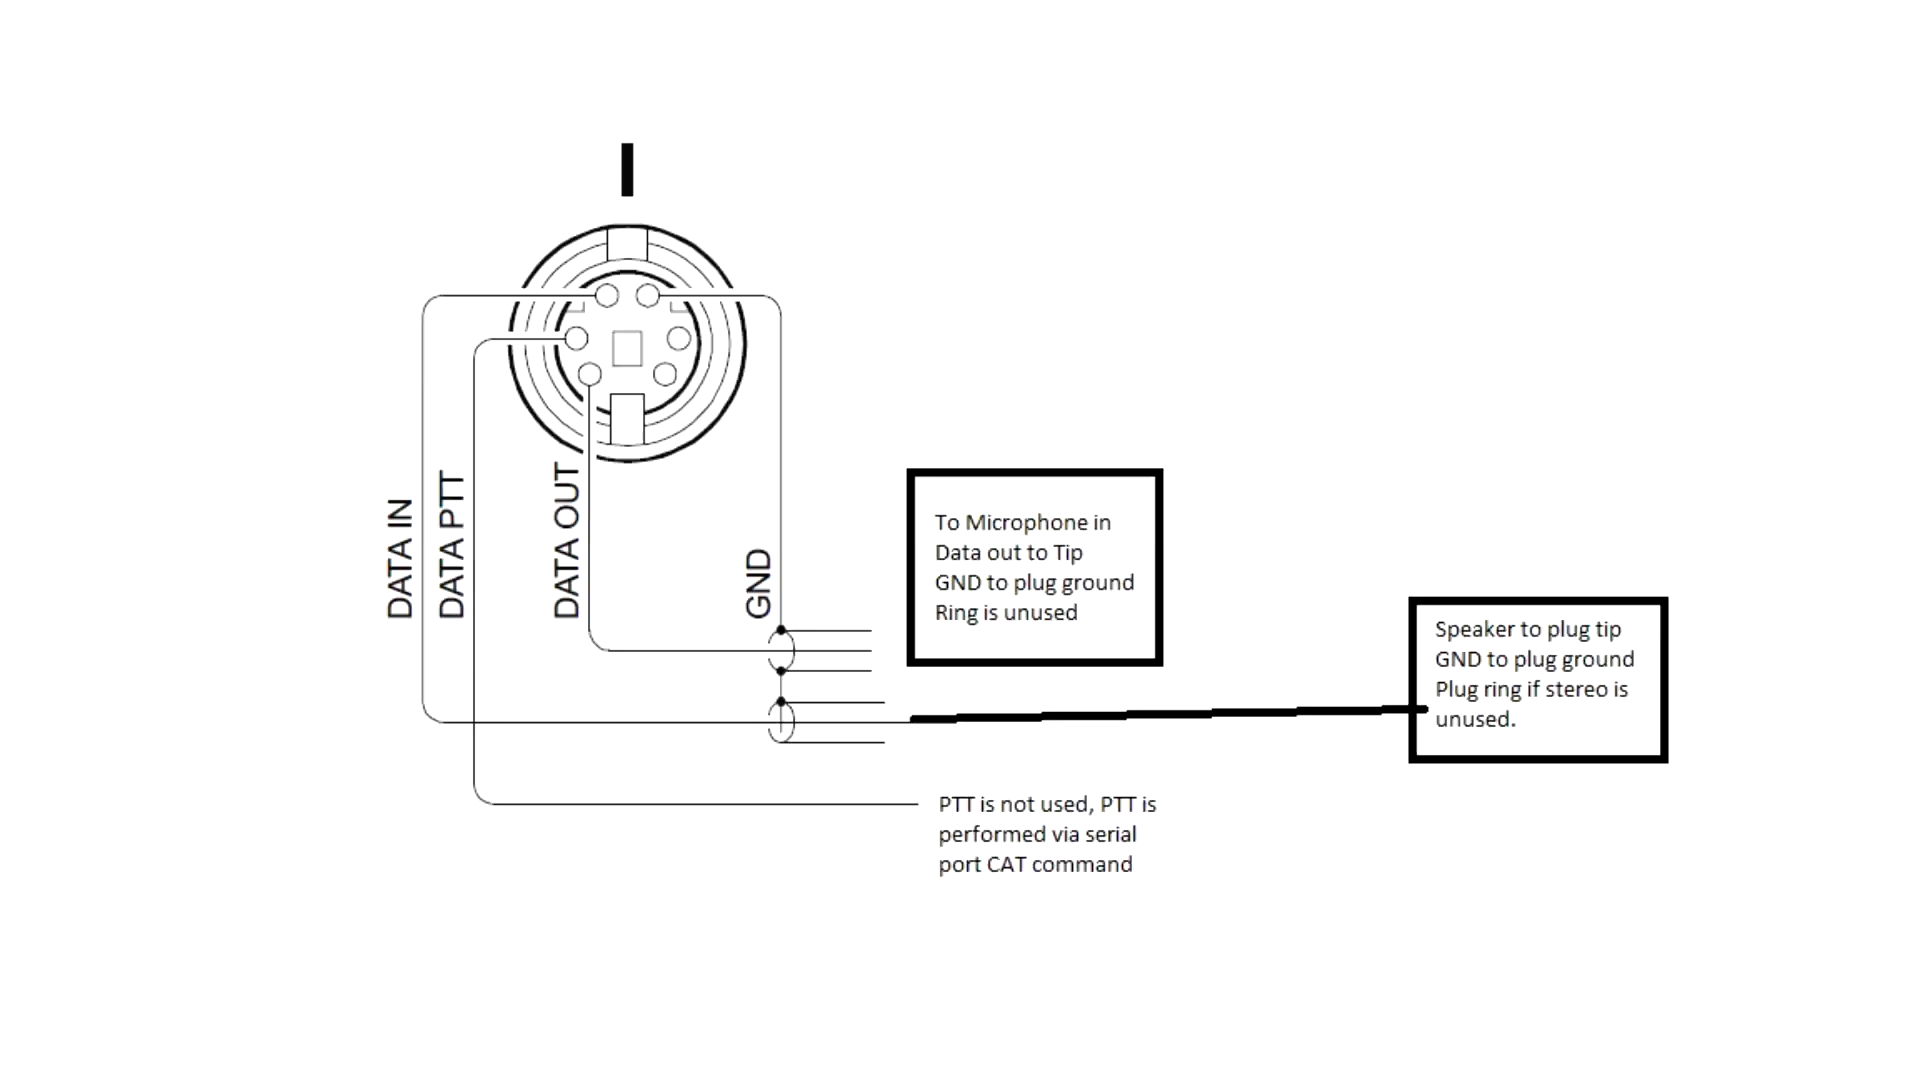 DATA IN
DATA PTT
DATA OUT
GND
To Microphone in
Data out to Tip
GND to plug ground
Ring is unused
Speaker to plug tip
GND to plug ground
Plug ring if stereo is
unused.
PTT is not used, PTT is
performed via serial
port CAT command